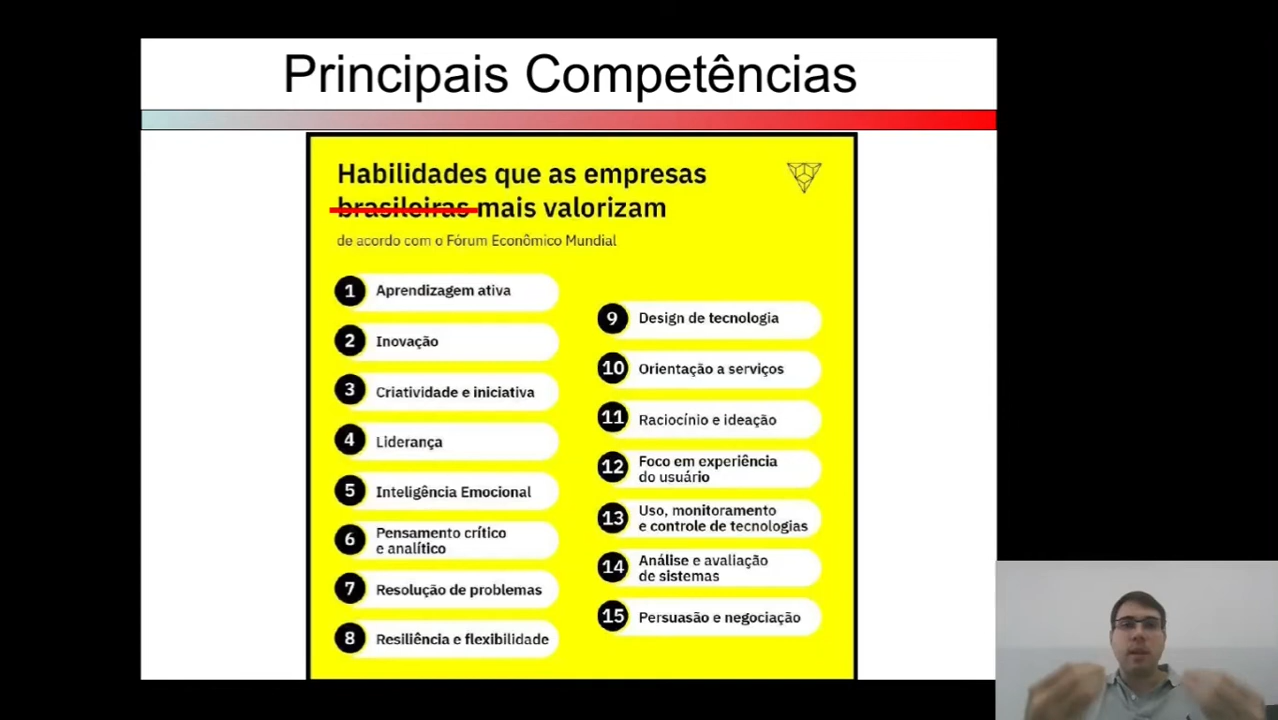 Principais Competências
Habilidades que as empresas
brasileiras mais valorizam
de acordo com o Fórum Econômico Mundial
1 Aprendizagem ativa
2 Inovação
3 Criatividade e iniciativa
4 Liderança
5 Inteligência Emocional
6 Pensamento crítico
e analítico
7 Resolução de problemas
8 Resiliência e flexibilidade
9 Design de tecnologia
10 Orientação a serviços
11 Raciocínio e ideação
12 Foco em experiência
do usuário
13 Uso, monitoramento
e controle de tecnologias
14 Análise e avaliação
de sistemas
15 Persuasão e negociação